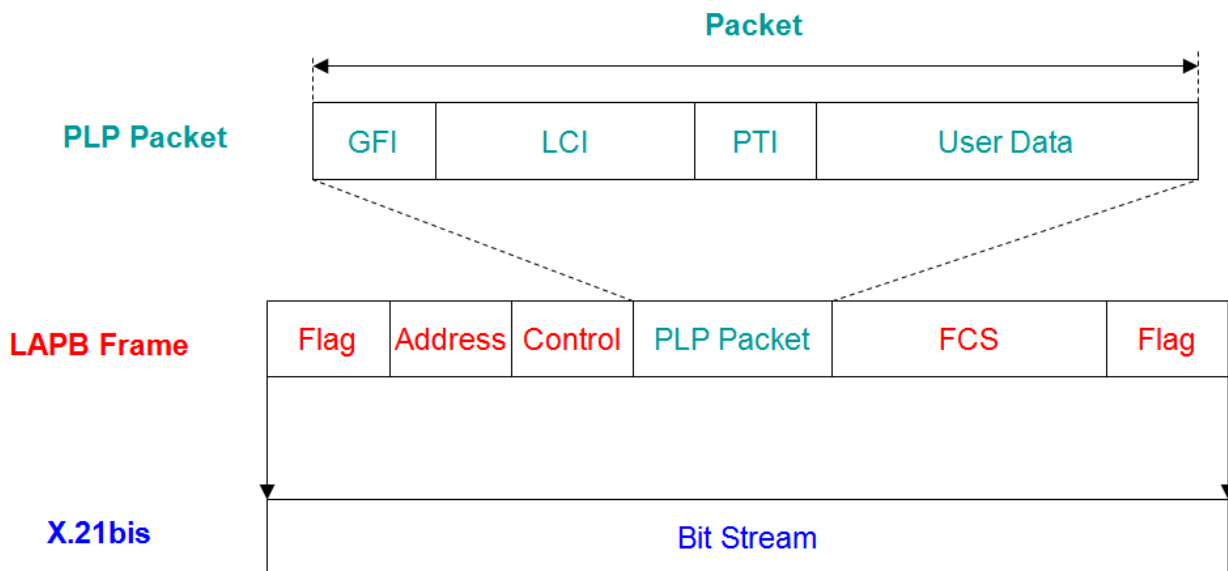 Packet
PLP Packet
GFI
LCI
PTI
User Data
LAPB Frame
Flag
Address
Control
PLP Packet
FCS
Flag
X.21bis
Bit Stream